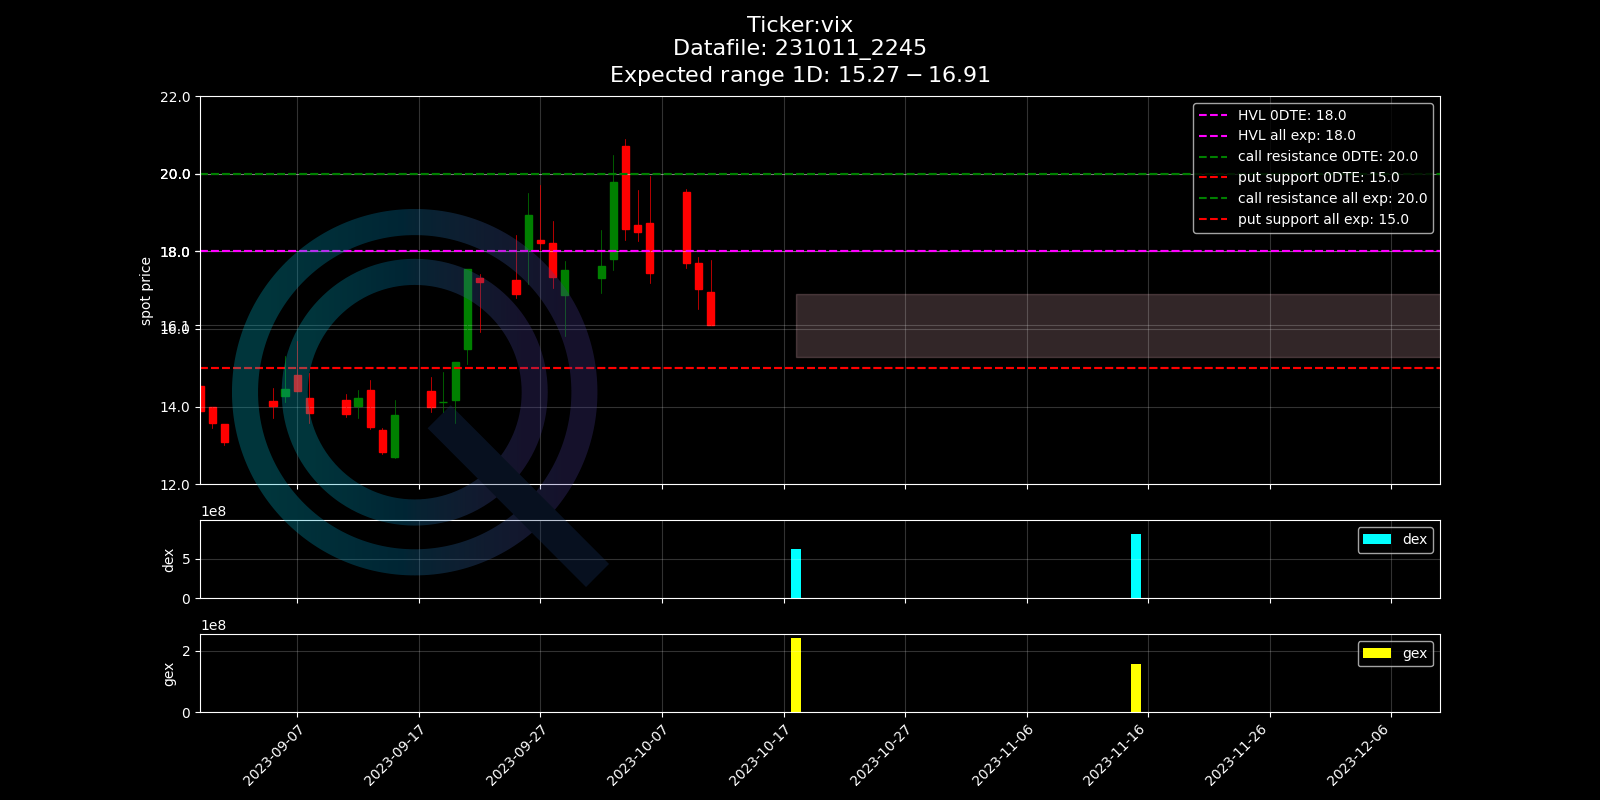 Ticker:vix
Datafile: 231011_2245
Expected range 1D: 15.27 − 16.91
22.0
20.0
18.0
16.1
16.0
14.0
12.0
spot price
HVL 0DTE: 18.0
HVL all exp: 18.0
call resistance 0DTE: 20.0
put support 0DTE: 15.0
call resistance all exp: 20.0
put support all exp: 15.0
1e8
5
0
dex
dex
1e8
2
0
gex
gex
2023-09-07
2023-09-17
2023-09-27
2023-10-07
2023-10-17
2023-10-27
2023-11-06
2023-11-16
2023-11-26
2023-12-06